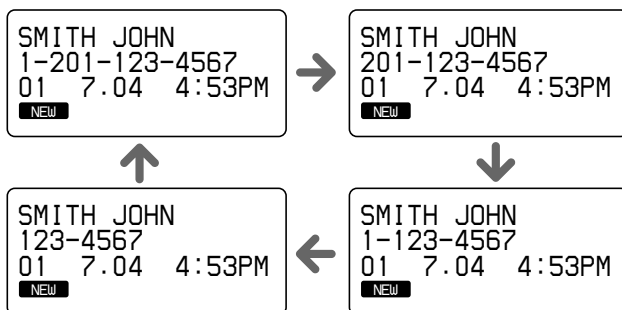 SMITH JOHN
1-201-123-4567
01 7.04 4:53PM
NEW
SMITH JOHN
201-123-4567
01 7.04 4:53PM
NEW
SMITH JOHN
123-4567
01 7.04 4:53PM
NEW
SMITH JOHN
1-123-4567
01 7.04 4:53PM
NEW